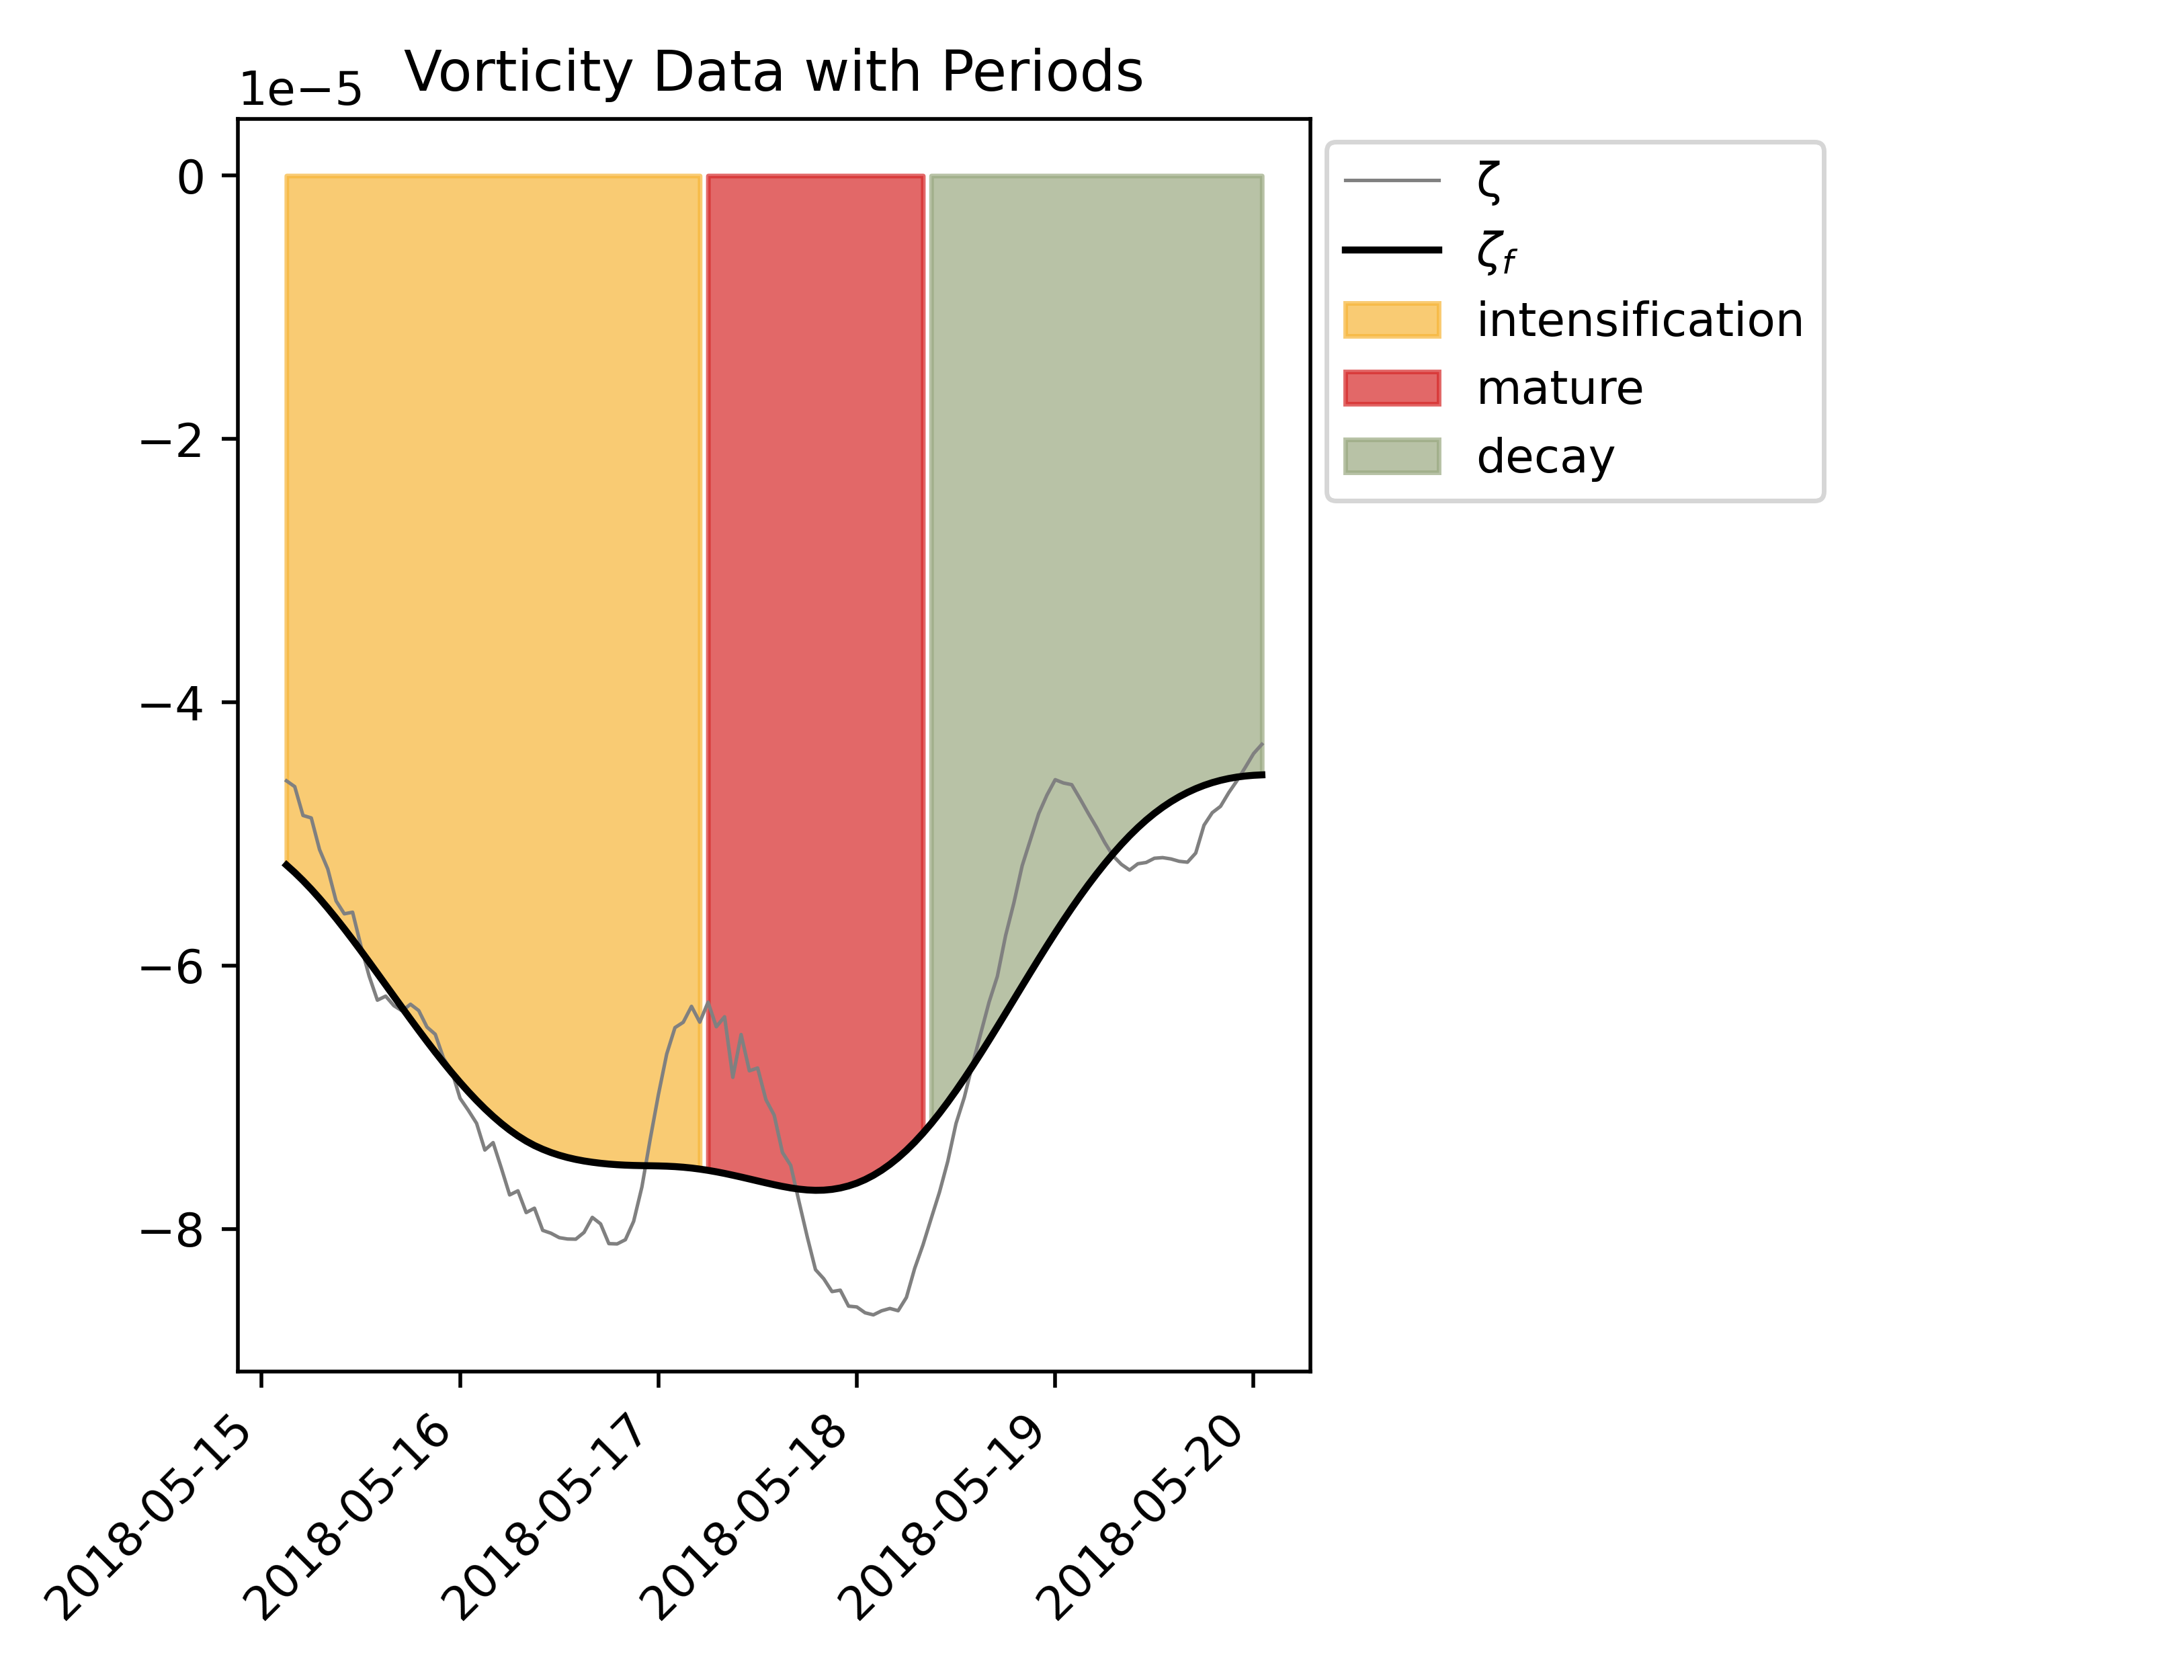 Vorticity Data with Periods
1e−5
0
−2
−4
−6
−8
2018-05-15
2018-05-16
2018-05-17
2018-05-18
2018-05-19
2018-05-20
ζ
ζf
intensification
mature
decay